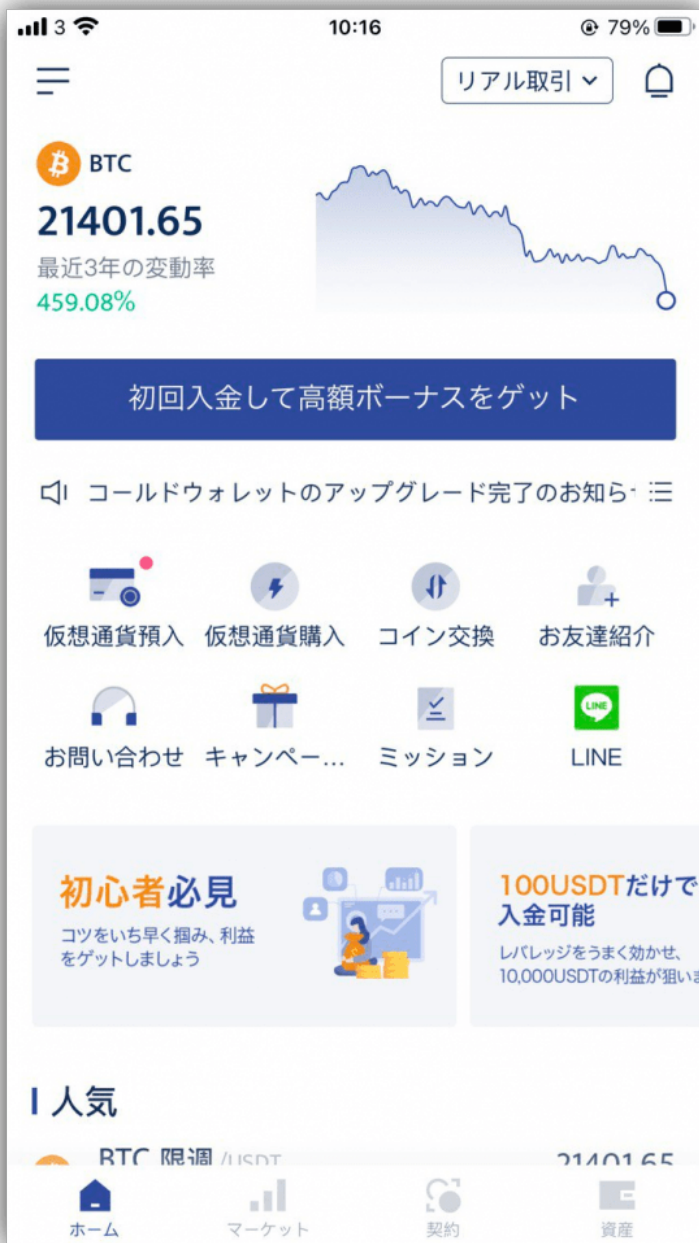 3
10:16
79%
リアル取引
BTC
21401.65
最近3年の変動率
459.08%
初回入金して高額ボーナスをゲット
コールドウォレットのアップグレード完了のお知ら
仮想通貨預入 仮想通貨購入 コイン交換 お友達紹介
LINE
お問い合わせ キャンペー... ミッション LINE
初心者必見
コツをいち早く掴み、利益
をゲットしましょう
100USDTだけで
入金可能
レバレッジをうまく効かせ、
10,000USDTの利益が狙い
人気
BTC 限週 /USDT 21401.65
ホーム マーケット 契約 資産